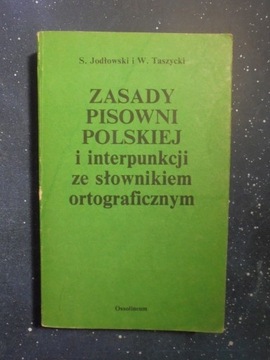 S. Jodłowski i W. Taszycki
ZASADY
PISOWNI
POLSKIEJ
i interpunkcji
ze słownikiem
ortograficznym
Ossolineum